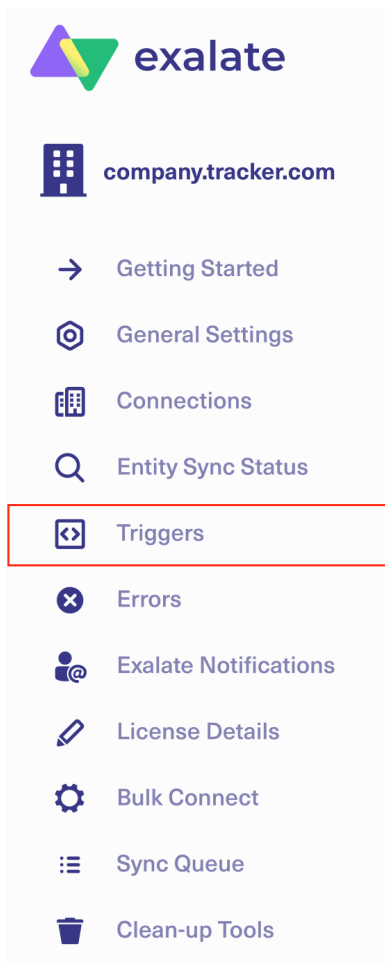 exalate
company.tracker.com
Getting Started
General Settings
Connections
Entity Sync Status
Triggers
Errors
Exalate Notifications
License Details
Bulk Connect
Sync Queue
Clean-up Tools